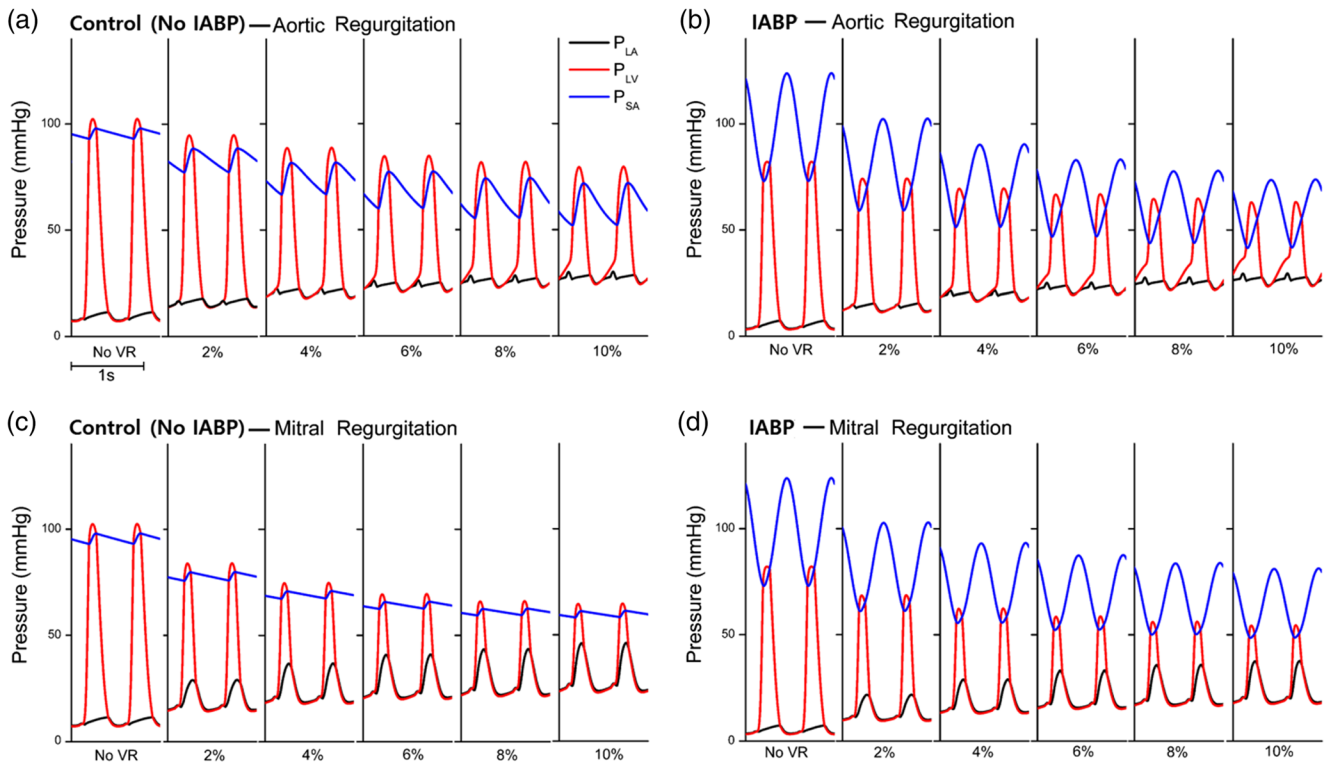 (a) Control (No IABP) — Aortic Regurgitation
P_LA
P_LV
P_SA
Pressure (mmHg)
100
50
0
No VR 2% 4% 6% 8% 10%
1s
(b) IABP — Aortic Regurgitation
Pressure (mmHg)
100
50
0
No VR 2% 4% 6% 8% 10%
(c) Control (No IABP) — Mitral Regurgitation
Pressure (mmHg)
100
50
0
No VR 2% 4% 6% 8% 10%
(d) IABP — Mitral Regurgitation
Pressure (mmHg)
100
50
0
No VR 2% 4% 6% 8% 10%